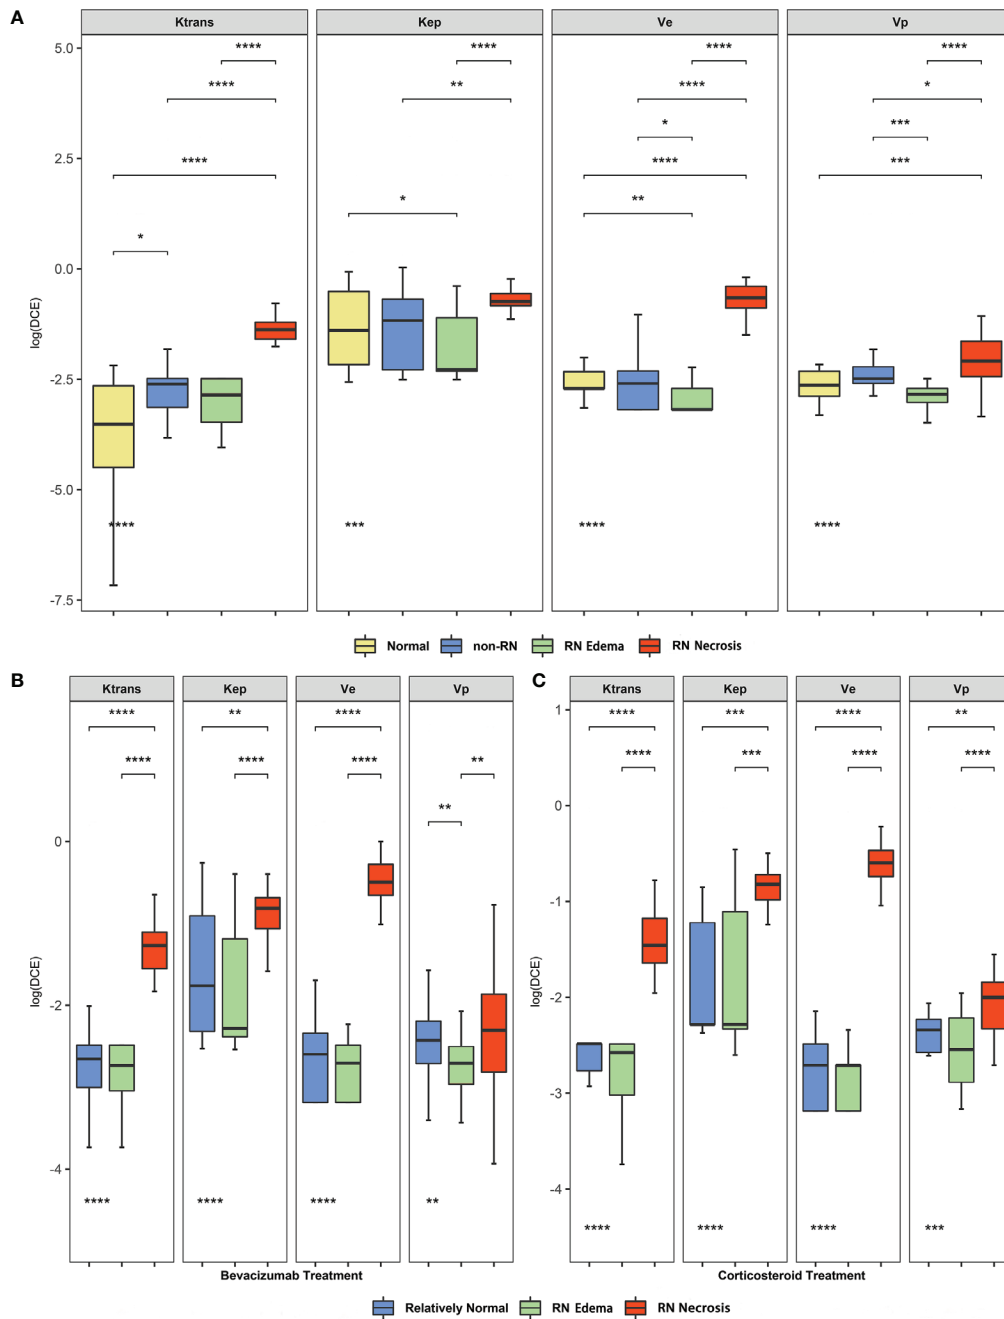 A
Ktrans Kep Ve Vp
5.0
**** **** **** ****
**** ** **** *
* ***
**** **** ***
2.5
* **
*
0.0
log(DCE)
-2.5
-5.0
**** *** **** ****
-7.5
Normal non-RN RN Edema RN Necrosis
B
Ktrans Kep Ve Vp
**** ** ****
**** **** **** **
**
0
log(DCE)
-2
-4
**** **** **** **
Bevacizumab Treatment
C
Ktrans Kep Ve Vp
1
**** *** **** **
**** *** **** ****
0
-1
log(DCE)
-2
-3
-4
**** **** **** ***
Corticosteroid Treatment
Relatively Normal RN Edema RN Necrosis